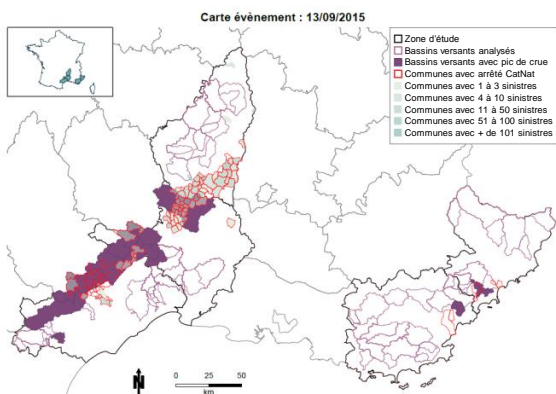 Carte évènement : 13/09/2015
Zone d'étude
Bassins versants analysés
Bassins versants avec pic de crue
Communes avec arrêté CatNat
Communes avec 1 à 3 sinistres
Communes avec 4 à 10 sinistres
Communes avec 11 à 50 sinistres
Communes avec 51 à 100 sinistres
Communes avec + de 101 sinistres
N
0 25 50
km